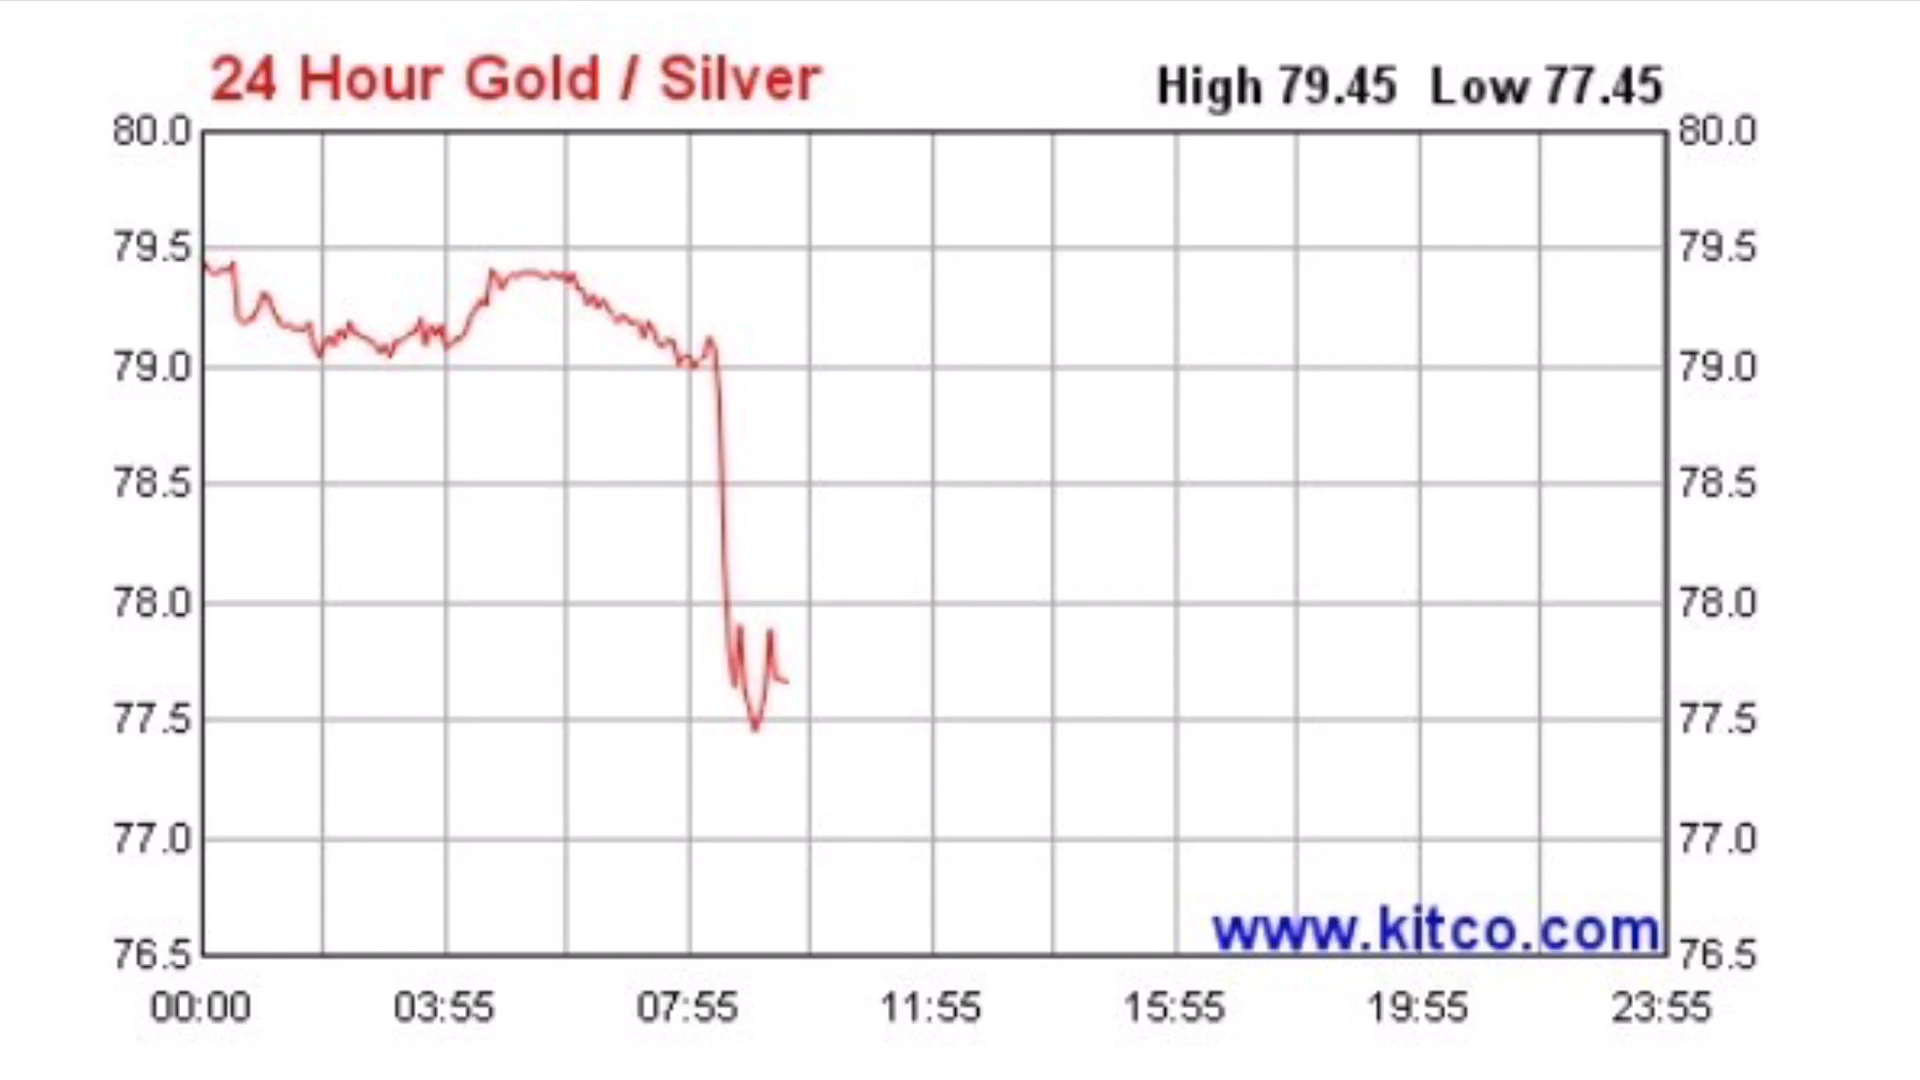 24 Hour Gold / Silver High 79.45 Low 77.45
80.0 80.0
79.5 79.5
79.0 79.0
78.5 78.5
78.0 78.0
77.5 77.5
77.0 77.0
www.kitco.com
76.5 76.5
00:00 03:55 07:55 11:55 15:55 19:55 23:55